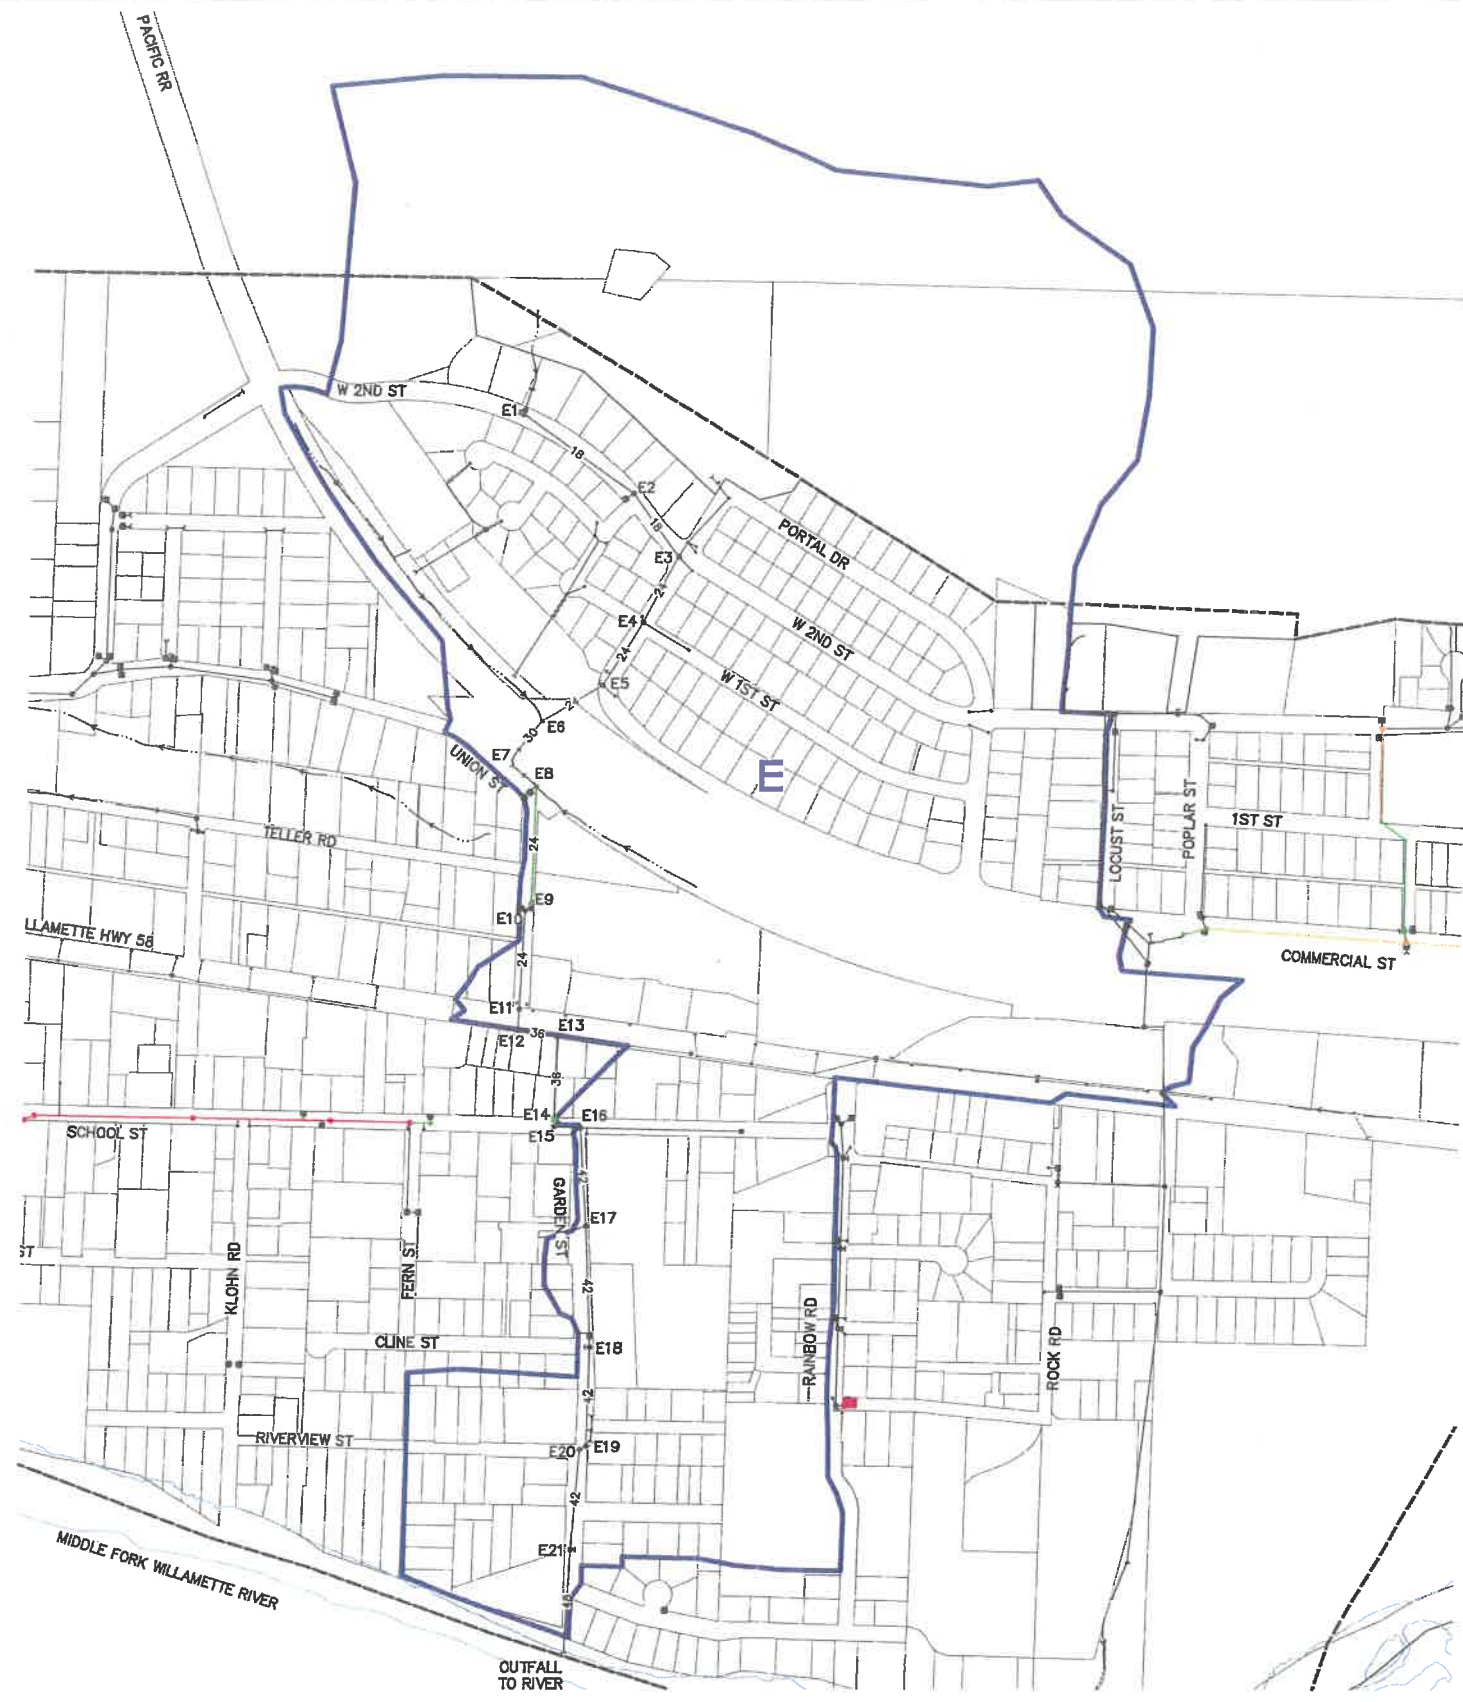 PACIFIC RR
W 2ND ST
E1
18
E2
18
E3
PORTAL DR
24
E4
W 2ND ST
24
E5
W 1ST ST
24
E6
30
E7
E8
UNION ST
E
24
TELLER RD
LOCUST ST
POPLAR ST
1ST ST
E9
E10
LLAMETTE HWY 58
24
COMMERCIAL ST
E11
E12
36
E13
36
E14
E16
E15
SCHOOL ST
42
GARDEN ST
E17
ST
KLOHN RD
FERN ST
42
RAINBOW RD
ROCK RD
CLINE ST
E18
42
RIVERVIEW ST
E20
E19
42
E21
MIDDLE FORK WILLAMETTE RIVER
48
OUTFALL
TO RIVER